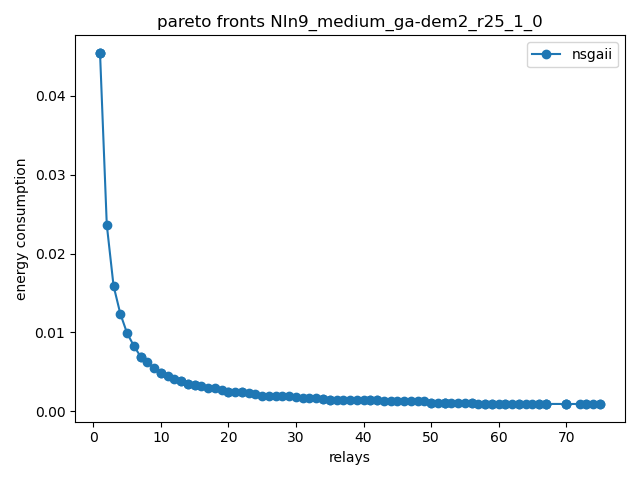 pareto fronts NIn9_medium_ga-dem2_r25_1_0
nsgaii
energy consumption
0.04
0.03
0.02
0.01
0.00
0 10 20 30 40 50 60 70
relays